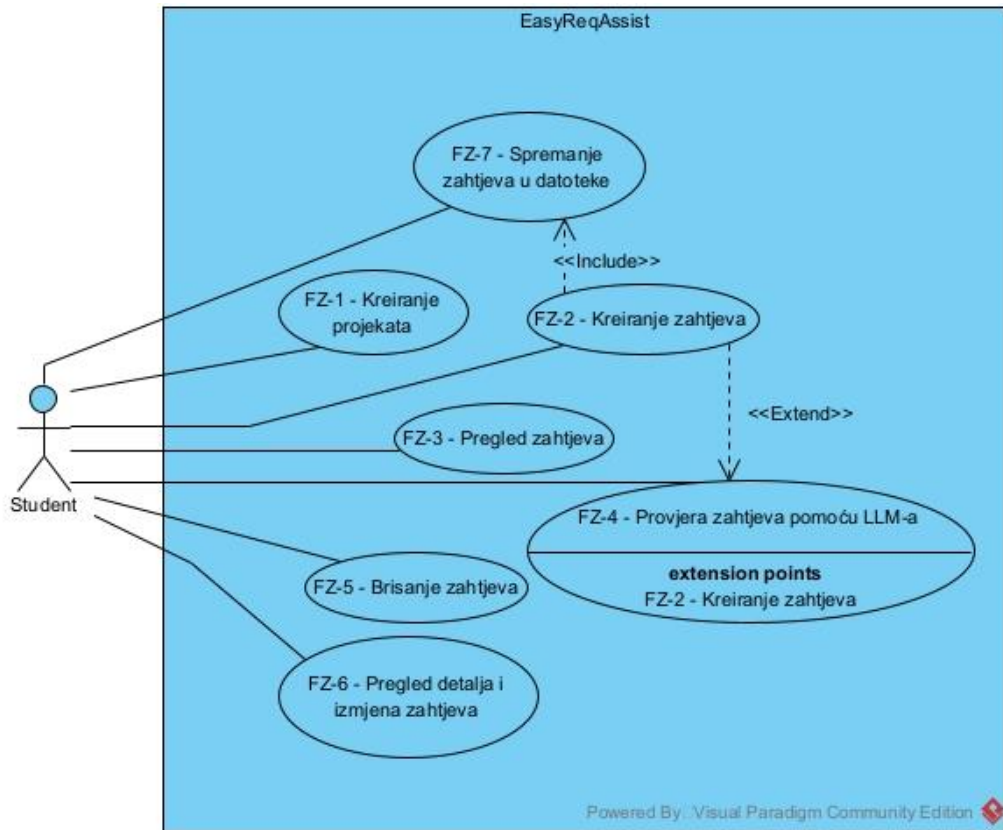 EasyReqAssist
FZ-7 - Spremanje
zahtjeva u datoteke
<<Include>>
FZ-1 - Kreiranje
projekata
FZ-2 - Kreiranje zahtjeva
<<Extend>>
FZ-3 - Pregled zahtjeva
Student
FZ-4 - Provjera zahtjeva pomoću LLM-a
extension points
FZ-2 - Kreiranje zahtjeva
FZ-5 - Brisanje zahtjeva
FZ-6 - Pregled detalja i
izmjena zahtjeva
Powered By Visual Paradigm Community Edition